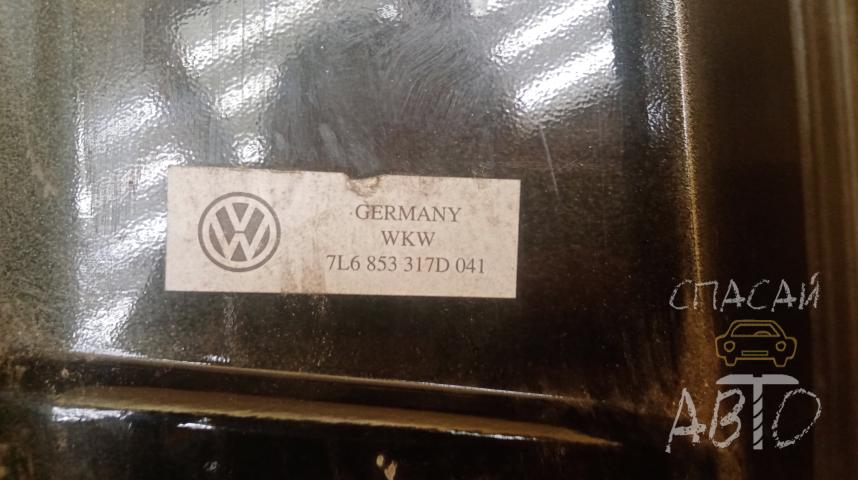 GERMANY
WKW
7L6 853 317D 041
СПАСАЙ
АВТО